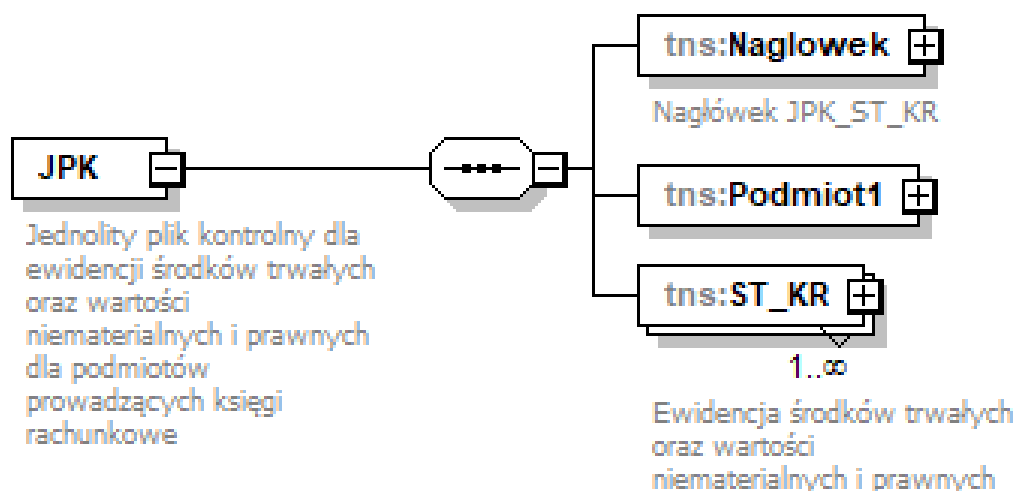 JPK
Jednolity plik kontrolny dla
ewidencji środków trwałych
oraz wartości
niematerialnych i prawnych
dla podmiotów
prowadzących księgi
rachunkowe
tns:Naglowek
Nagłówek JPK_ST_KR
tns:Podmiot1
tns:ST_KR
1..∞
Ewidencja środków trwałych
oraz wartości
niematerialnych i prawnych